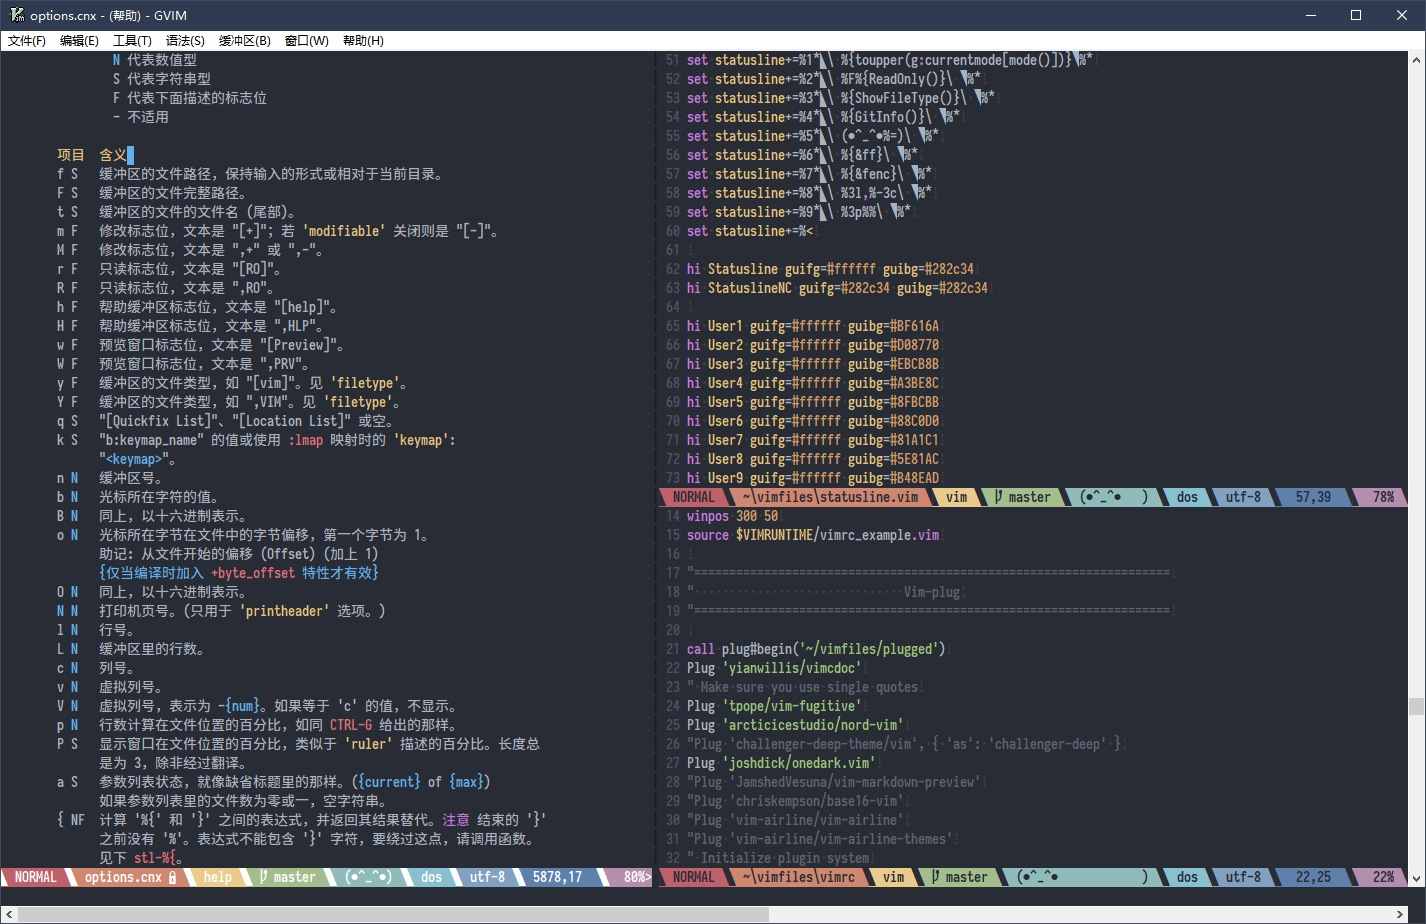 options.cnx - (帮助) - GVIM
文件(F) 编辑(E) 工具(T) 语法(S) 缓冲区(B) 窗口(W) 帮助(H)
N 代表数值型
S 代表字符串型
F 代表下面描述的标志位
- 不适用
项目 含义
f S 缓冲区的文件路径，保持输入的形式或相对于当前目录。
F S 缓冲区的文件完整路径。
t S 缓冲区的文件的文件名 (尾部)。
m F 修改标志位，文本是 "[+]"；若 'modifiable' 关闭则是 "[-]"。
M F 修改标志位，文本是 ",+" 或 ",-"。
r F 只读标志位，文本是 "[RO]"。
R F 只读标志位，文本是 ",RO"。
h F 帮助缓冲区标志位，文本是 "[help]"。
H F 帮助缓冲区标志位，文本是 ",HLP"。
w F 预览窗口标志位，文本是 "[Preview]"。
W F 预览窗口标志位，文本是 ",PRV"。
y F 缓冲区的文件类型，如 "[vim]"。见 'filetype'。
Y F 缓冲区的文件类型，如 ",VIM"。见 'filetype'。
q S "[Quickfix List]"、"[Location List]" 或空。
k S "b:keymap_name" 的值或使用 :lmap 映射时的 'keymap':
"<keymap>"。
n N 缓冲区号。
b N 光标所在字符的值。
B N 同上，以十六进制表示。
o N 光标所在字节在文件中的字节偏移，第一个字节为 1。
助记: 从文件开始的偏移 (Offset) (加上 1)
{仅当编译时加入 +byte_offset 特性才有效}
O N 同上，以十六进制表示。
N N 打印机页号。(只用于 'printheader' 选项。)
l N 行号。
L N 缓冲区里的行数。
c N 列号。
v N 虚拟列号。
V N 虚拟列号，表示为 -{num}。如果等于 'c' 的值，不显示。
p N 行数计算在文件位置的百分比，如同 CTRL-G 给出的那样。
P S 显示窗口在文件位置的百分比，类似于 'ruler' 描述的百分比。长度总
是为 3，除非经过翻译。
a S 参数列表状态，就像缺省标题里的那样。({current} of {max})
如果参数列表里的文件数为零或一，空字符串。
{ NF 计算 '%{' 和 '}' 之间的表达式，并返回其结果替代。注意 结束的 '}'
之前没有 '%'。表达式不能包含 '}' 字符，要绕过这点，请调用函数。
见下 stl-%{。
NORMAL options.cnx help master (●^_^●) dos utf-8 5878,17 80%>
51 set statusline+=%1*\ %{toupper(g:currentmode[mode()])}%*
52 set statusline+=%2*\ %F%{ReadOnly()}\ %*
53 set statusline+=%3*\ %{ShowFileType()}\ %*
54 set statusline+=%4*\ %{GitInfo()}\ %*
55 set statusline+=%5*\ (●^_^●%=)\ %*
56 set statusline+=%6*\ %{&ff}\ %*
57 set statusline+=%7*\ %{&fenc}\ %*
58 set statusline+=%8*\ %3l,%-3c\ %*
59 set statusline+=%9*\ %3p%%\ %*
60 set statusline+=%<
61
62 hi Statusline guifg=#ffffff guibg=#282c34
63 hi StatuslineNC guifg=#282c34 guibg=#282c34
64
65 hi User1 guifg=#ffffff guibg=#BF616A
66 hi User2 guifg=#ffffff guibg=#D08770
67 hi User3 guifg=#ffffff guibg=#EBCB8B
68 hi User4 guifg=#ffffff guibg=#A3BE8C
69 hi User5 guifg=#ffffff guibg=#8FBCBB
70 hi User6 guifg=#ffffff guibg=#88C0D0
71 hi User7 guifg=#ffffff guibg=#81A1C1
72 hi User8 guifg=#ffffff guibg=#5E81AC
73 hi User9 guifg=#ffffff guibg=#B48EAD
NORMAL ~\vimfiles\statusline.vim vim master (●^_^● ) dos utf-8 57,39 78%
14 winpos 300 50
15 source $VIMRUNTIME/vimrc_example.vim
16
17 "====================================================================
18 " Vim-plug
19 "====================================================================
20
21 call plug#begin('~/vimfiles/plugged')
22 Plug 'yianwillis/vimcdoc'
23 " Make sure you use single quotes
24 Plug 'tpope/vim-fugitive'
25 Plug 'arcticicestudio/nord-vim'
26 "Plug 'challenger-deep-theme/vim', { 'as': 'challenger-deep' }
27 Plug 'joshdick/onedark.vim'
28 "Plug 'JamshedVesuna/vim-markdown-preview'
29 "Plug 'chriskempson/base16-vim'
30 "Plug 'vim-airline/vim-airline'
31 "Plug 'vim-airline/vim-airline-themes'
32 " Initialize plugin system
NORMAL ~\vimfiles\vimrc vim master (●^_^● ) dos utf-8 22,25 22%